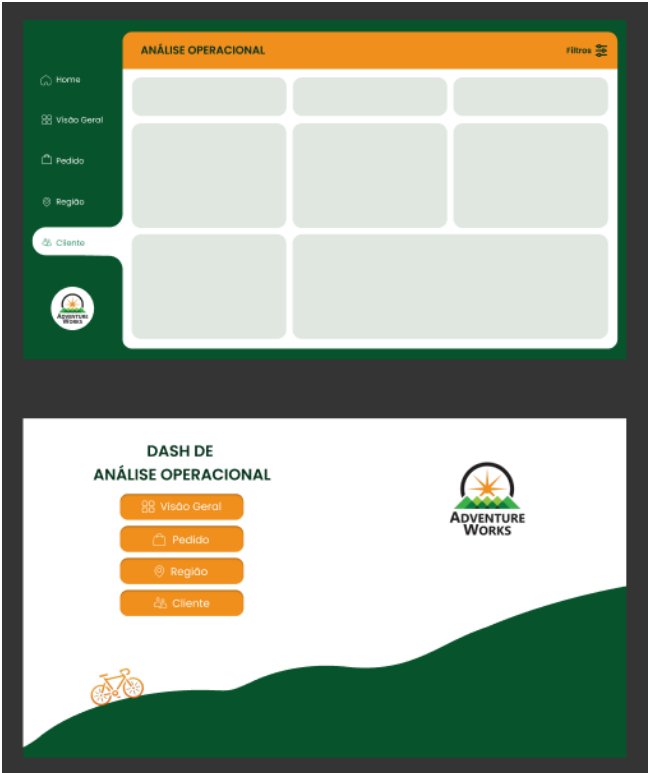 ANÁLISE OPERACIONAL
Filtros
Home
Visão Geral
Pedido
Região
Cliente
ADVENTURE
WORKS
DASH DE
ANÁLISE OPERACIONAL
Visão Geral
Pedido
Região
Cliente
ADVENTURE
WORKS